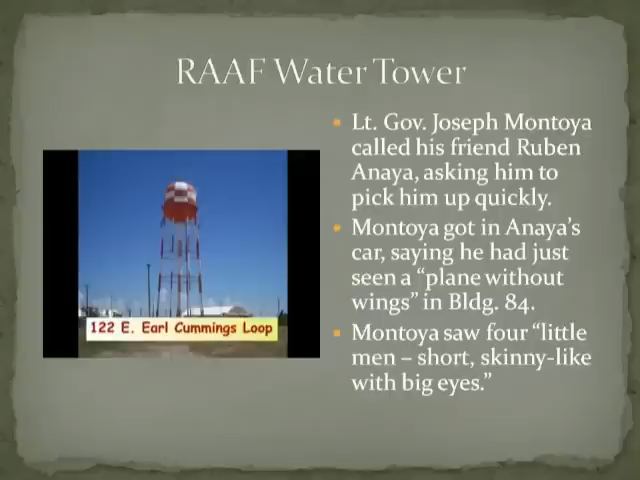 RAAF Water Tower
Lt. Gov. Joseph Montoya
called his friend Ruben
Anaya, asking him to
pick him up quickly.
Montoya got in Anaya's
car, saying he had just
seen a "plane without
wings" in Bldg. 84.
Montoya saw four "little
men – short, skinny-like
with big eyes."
122 E. Earl Cummings Loop